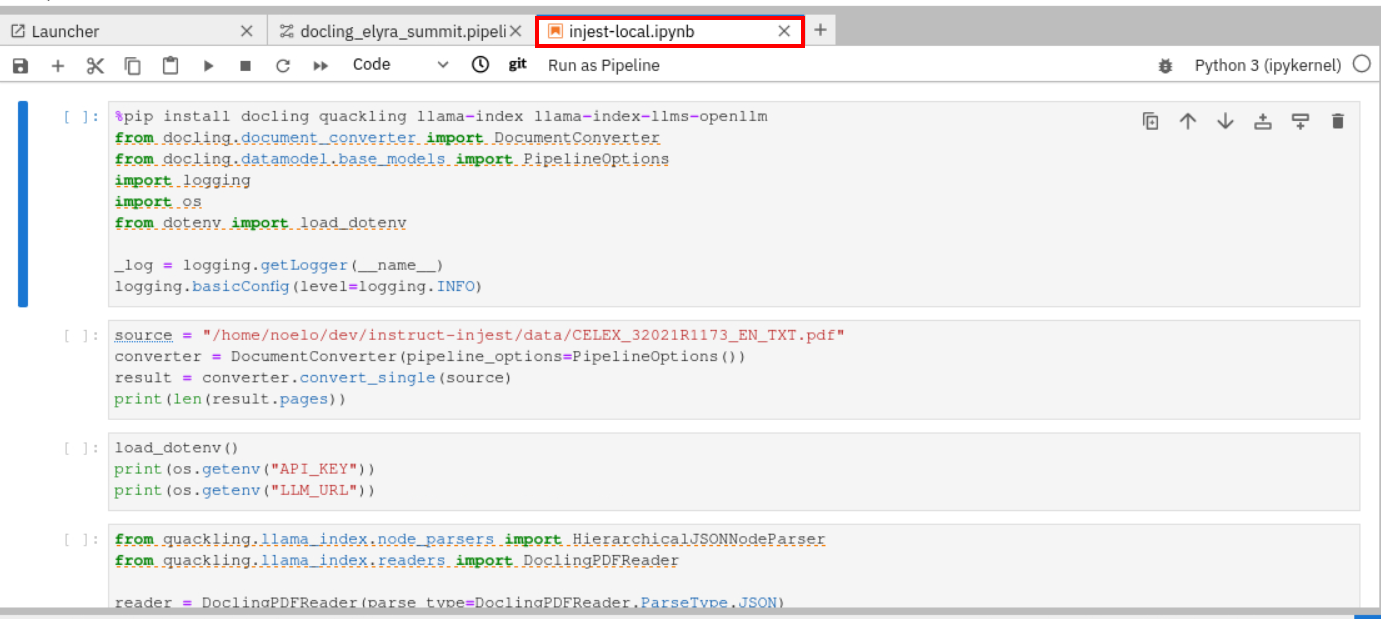 Launcher
docling_elyra_summit.pipeli
injest-local.ipynb
Code
git
Run as Pipeline
Python 3 (ipykernel)
[ ]: %pip install docling quackling llama-index llama-index-llms-openllm
from docling.document_converter import DocumentConverter
from docling.datamodel.base_models import PipelineOptions
import logging
import os
from dotenv import load_dotenv
_log = logging.getLogger(__name__)
logging.basicConfig(level=logging.INFO)
[ ]: source = "/home/noelo/dev/instruct-injest/data/CELEX_32021R1173_EN_TXT.pdf"
converter = DocumentConverter(pipeline_options=PipelineOptions())
result = converter.convert_single(source)
print(len(result.pages))
[ ]: load_dotenv()
print(os.getenv("API_KEY"))
print(os.getenv("LLM_URL"))
[ ]: from quackling.llama_index.node_parsers import HierarchicalJSONNodeParser
from quackling.llama_index.readers import DoclingPDFReader
reader = DoclingPDFReader(parse_type=DoclingPDFReader.ParseType.JSON)